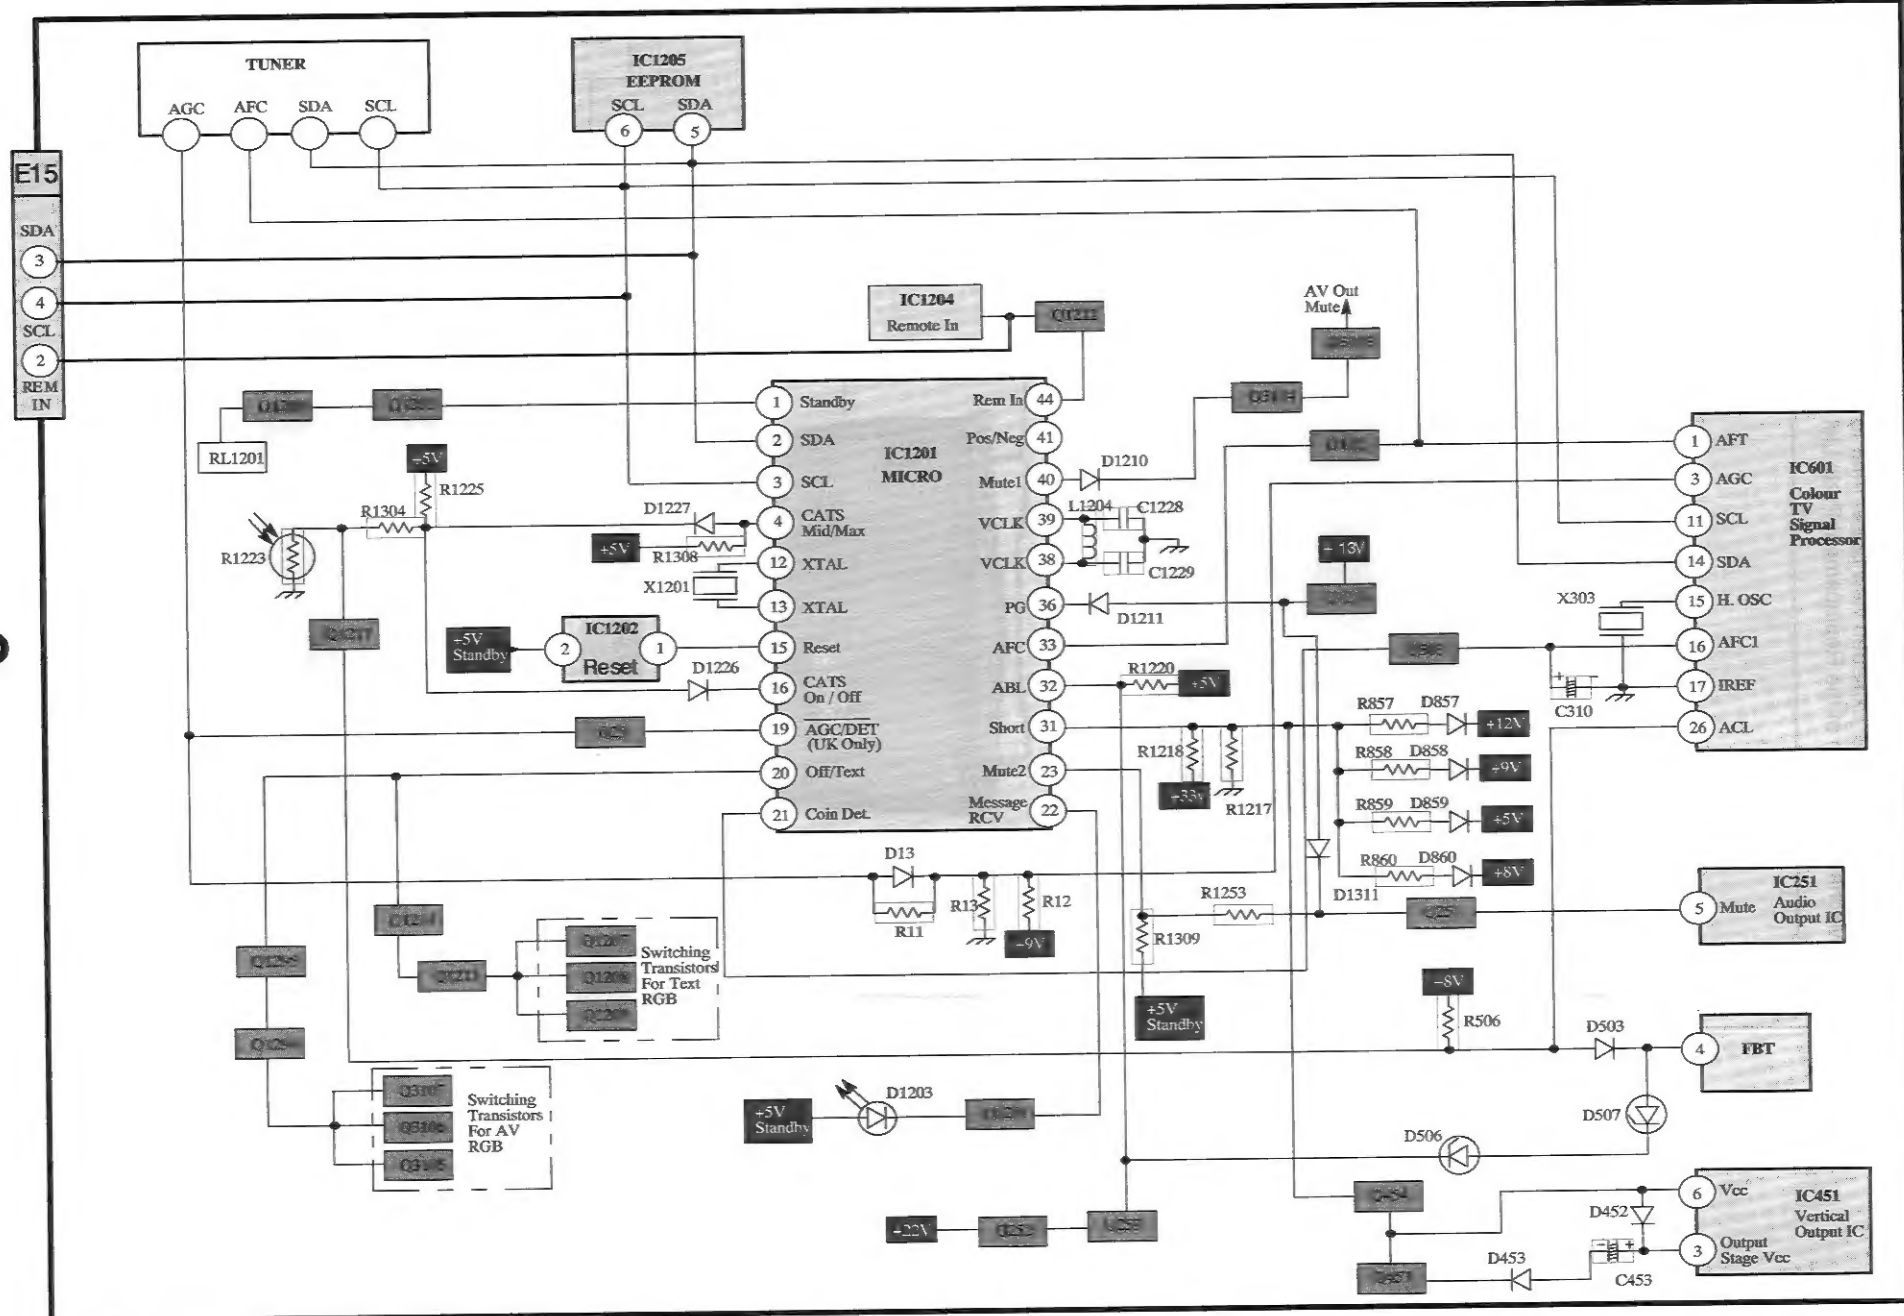 TUNER
AGC AFC SDA SCL
IC1205
EEPROM
SCL SDA
6 5
E15
SDA
3
4
SCL
2
REM
IN
IC1204
Remote In
AV Out
Mute
RL1201
+5V
R1225
R1304
R1223
D1227
+5V
R1308
X1201
+5V
Standby
2
IC1202
Reset
1
D1226
IC1201
MICRO
1 Standby
2 SDA
3 SCL
4 CATS
Mid/Max
12 XTAL
13 XTAL
15 Reset
16 CATS
On / Off
19 AGC/DET
(UK Only)
20 Off/Text
21 Coin Det.
Rem In 44
Pos/Neg 41
Mute1 40
VCLK 39
VCLK 38
PG 36
AFC 33
ABL 32
Short 31
Mute2 23
Message
RCV 22
D1210
L1204 C1228
C1229
D1211
+ 13V
R1220
+5V
R1218
+33v
R1217
R857 D857
+12V
R858 D858
+9V
R859 D859
+5V
R860 D860
+8V
X303
C310
+
1 AFT
3 AGC
11 SCL
14 SDA
15 H. OSC
16 AFC1
17 IREF
26 ACL
IC601
Colour
TV
Signal
Processor
D13
R11
R13
R12
R1253
D1311
R1309
+5V
Standby
IC251
Audio
Output IC
5 Mute
R506
D503
4 FBT
D507
D506
Switching
Transistors
For Text
RGB
Switching
Transistors
For AV
RGB
+5V
Standby
D1203
+22V
6 Vcc
IC451
Vertical
Output IC
3 Output
Stage Vcc
D452
D453
C453
- +